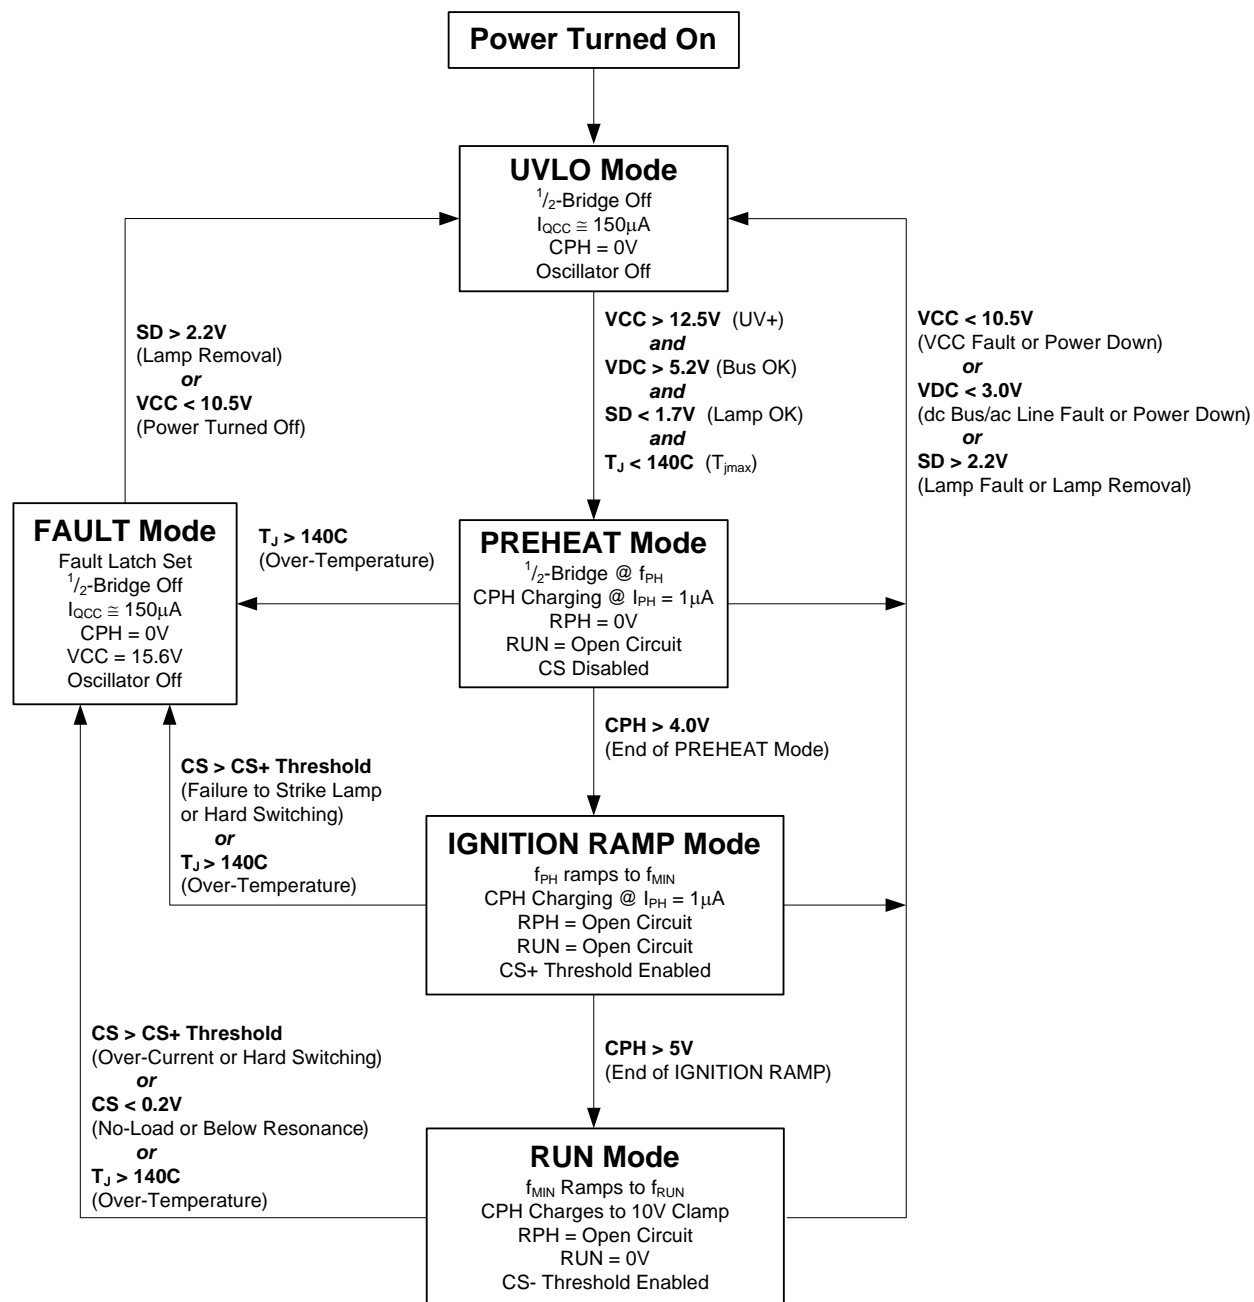 Power Turned On
UVLO Mode
1/2-Bridge Off
IQCC ≅ 150μA
CPH = 0V
Oscillator Off
SD > 2.2V
(Lamp Removal)
or
VCC < 10.5V
(Power Turned Off)
VCC > 12.5V (UV+)
and
VDC > 5.2V (Bus OK)
and
SD < 1.7V (Lamp OK)
and
TJ < 140C (Tjmax)
VCC < 10.5V
(VCC Fault or Power Down)
or
VDC < 3.0V
(dc Bus/ac Line Fault or Power Down)
or
SD > 2.2V
(Lamp Fault or Lamp Removal)
FAULT Mode
Fault Latch Set
1/2-Bridge Off
IQCC ≅ 150μA
CPH = 0V
VCC = 15.6V
Oscillator Off
TJ > 140C
(Over-Temperature)
PREHEAT Mode
1/2-Bridge @ fPH
CPH Charging @ IPH = 1μA
RPH = 0V
RUN = Open Circuit
CS Disabled
CPH > 4.0V
(End of PREHEAT Mode)
CS > CS+ Threshold
(Failure to Strike Lamp
or Hard Switching)
or
TJ > 140C
(Over-Temperature)
IGNITION RAMP Mode
fPH ramps to fMIN
CPH Charging @ IPH = 1μA
RPH = Open Circuit
RUN = Open Circuit
CS+ Threshold Enabled
CS > CS+ Threshold
(Over-Current or Hard Switching)
or
CS < 0.2V
(No-Load or Below Resonance)
or
TJ > 140C
(Over-Temperature)
CPH > 5V
(End of IGNITION RAMP)
RUN Mode
fMIN Ramps to fRUN
CPH Charges to 10V Clamp
RPH = Open Circuit
RUN = 0V
CS- Threshold Enabled